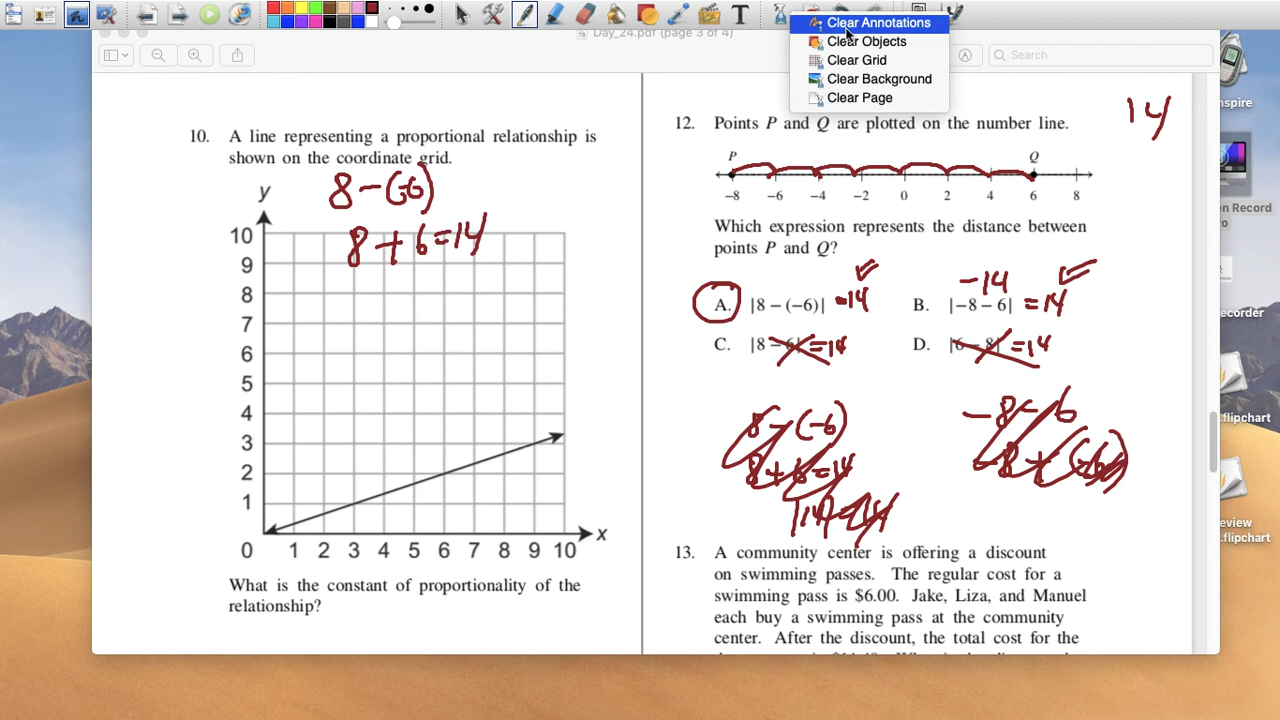 T
Clear Annotations
Clear Objects
Clear Grid
Clear Background
Clear Page
Day_24.pdf (page 3 of 4)
Search
10. A line representing a proportional relationship is
shown on the coordinate grid.
8-(-6)
8+6=14
y
10
9
8
7
6
5
4
3
2
1
0 1 2 3 4 5 6 7 8 9 10 x
What is the constant of proportionality of the
relationship?
12. Points P and Q are plotted on the number line.
14
P Q
−8 −6 −4 −2 0 2 4 6 8
Which expression represents the distance between
points P and Q?
-14
A. |8 − (−6)| =14 B. |−8 − 6| =14
C. |8 − 6| =14 D. |6 − 8| =14
8-(-6) -8-6
8+6=14 -8+(-6)
|14|=14
13. A community center is offering a discount
on swimming passes. The regular cost for a
swimming pass is $6.00. Jake, Liza, and Manuel
each buy a swimming pass at the community
center. After the discount, the total cost for the
nspire
en Record
ro
ecorder
.flipchart
eview
.flipchart